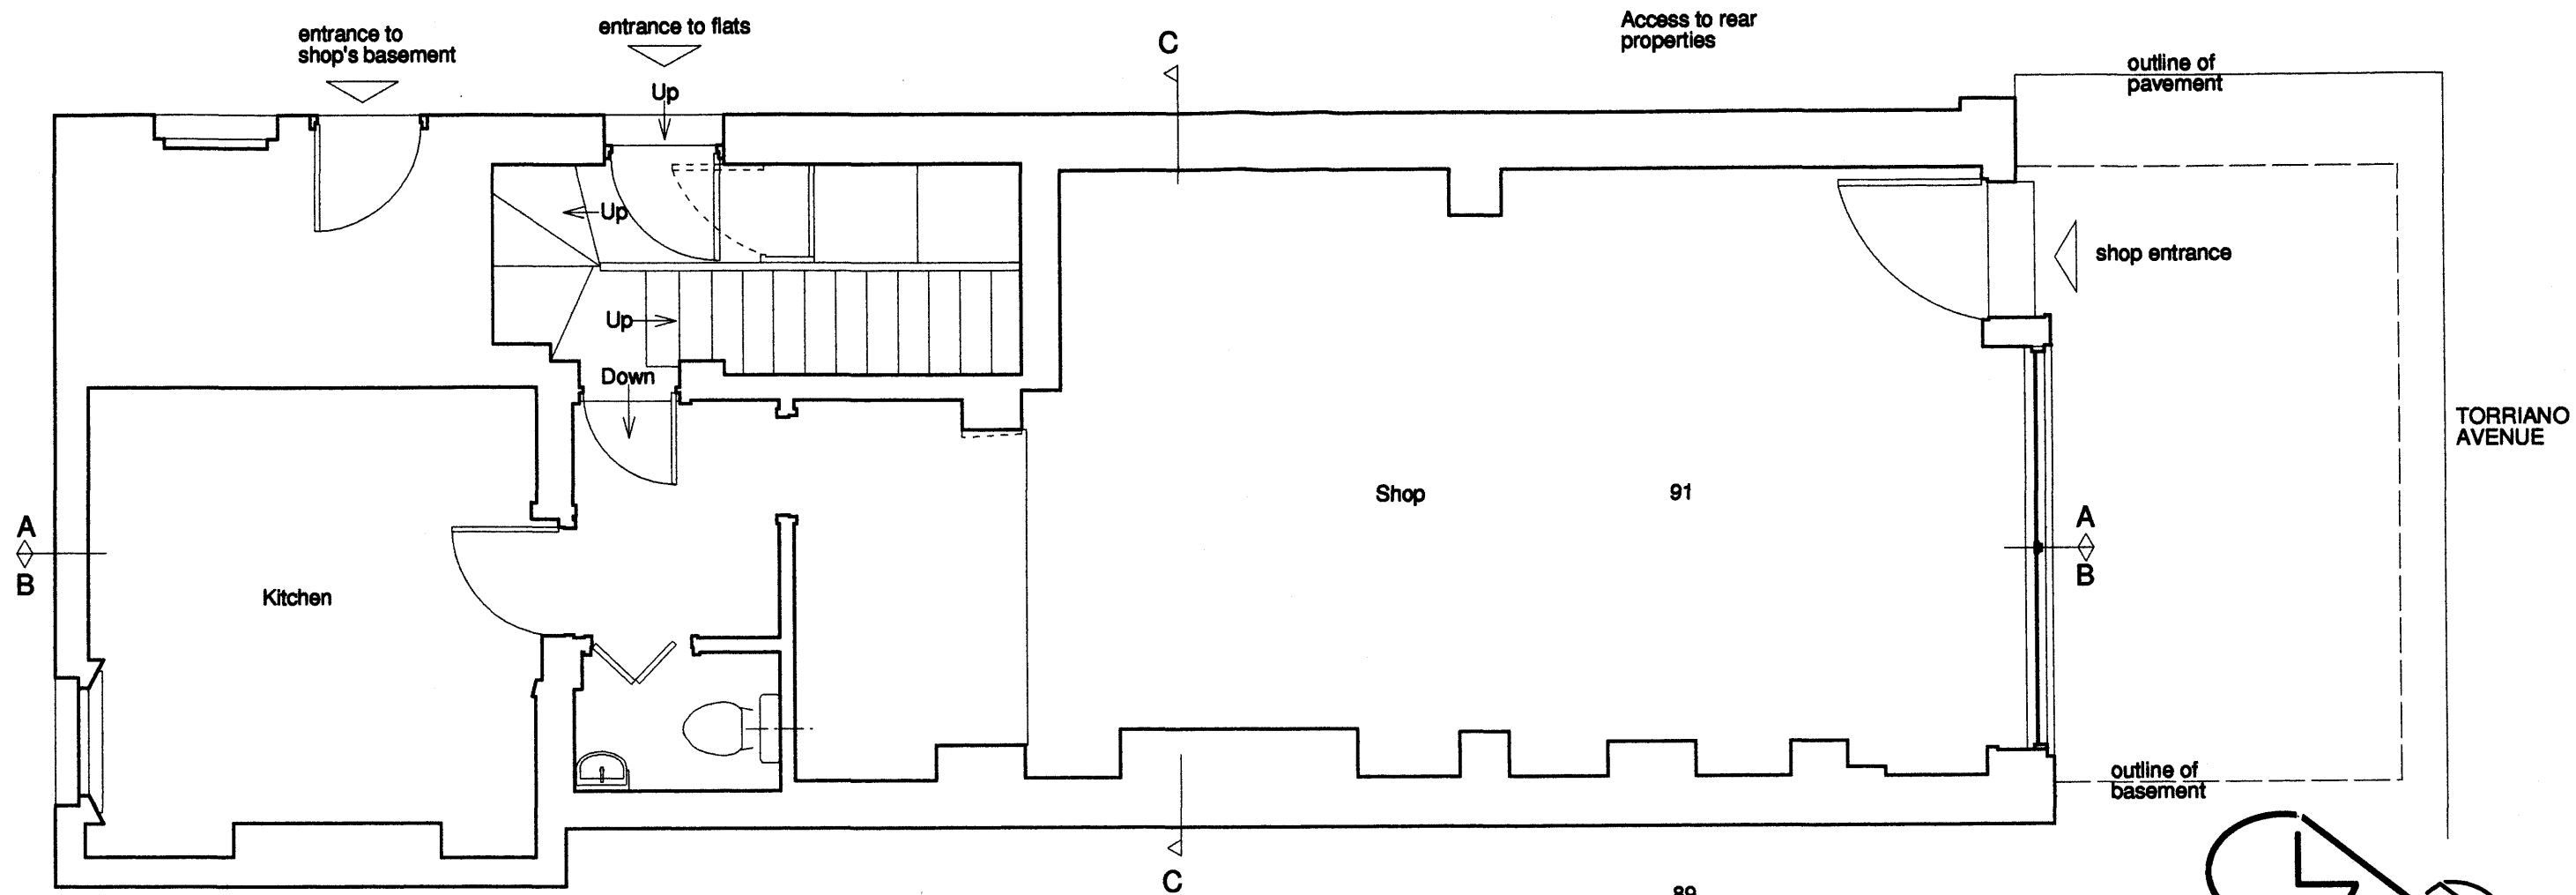 entrance to
shop's basement
entrance to flats
Up
C
Access to rear
properties
outline of
pavement
Up
shop entrance
Up
Down
TORRIANO
AVENUE
Shop
91
A
B
A
B
Kitchen
outline of
basement
C
89